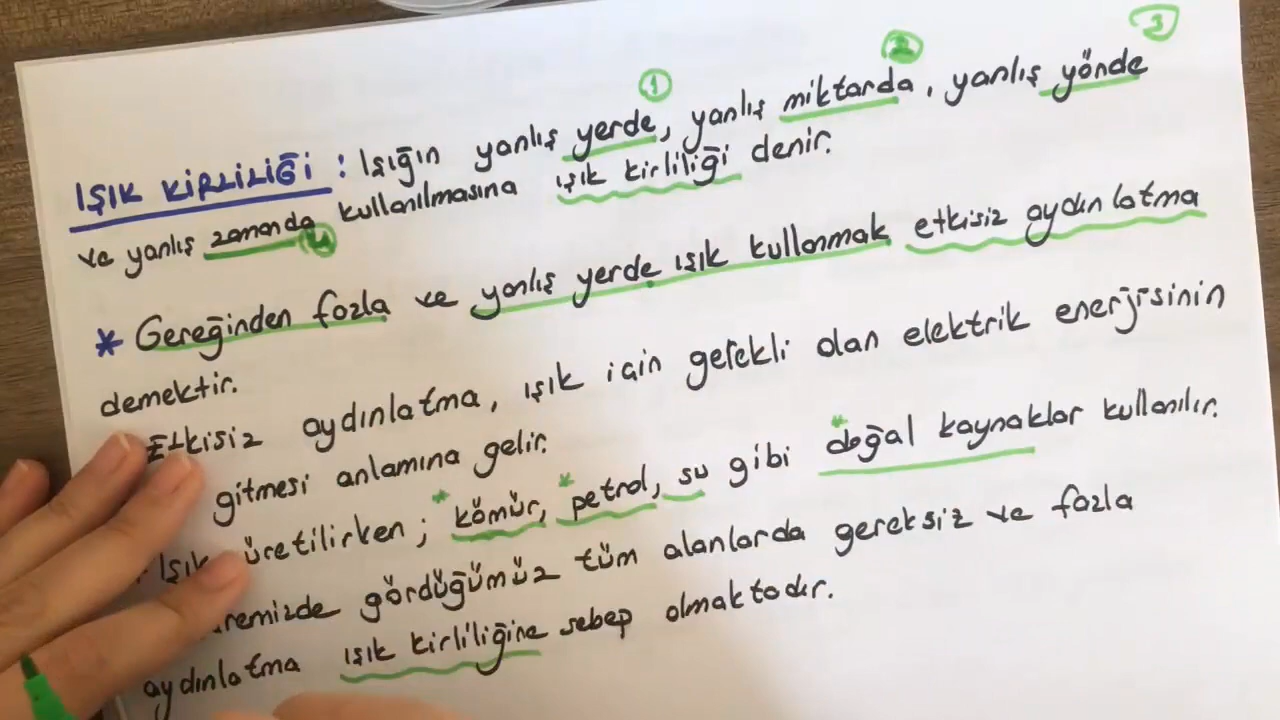 1 2 3
IŞIK KİRLİLİĞİ : Işığın yanlış yerde, yanlış miktarda, yanlış yönde
ve yanlış zamanda 4 kullanılmasına ışık kirliliği denir.
* Gereğinden fazla ve yanlış yerde ışık kullanmak etkisiz aydınlatma
demektir.
Etkisiz aydınlatma, ışık için gerekli olan elektrik enerjisinin
gitmesi anlamına gelir.
Işık üretilirken; kömür, petrol, su gibi doğal kaynaklar kullanılır.
gördüğümüz tüm alanlarda gereksiz ve fazla
aydınlatma ışık kirliliğine sebep olmaktadır.